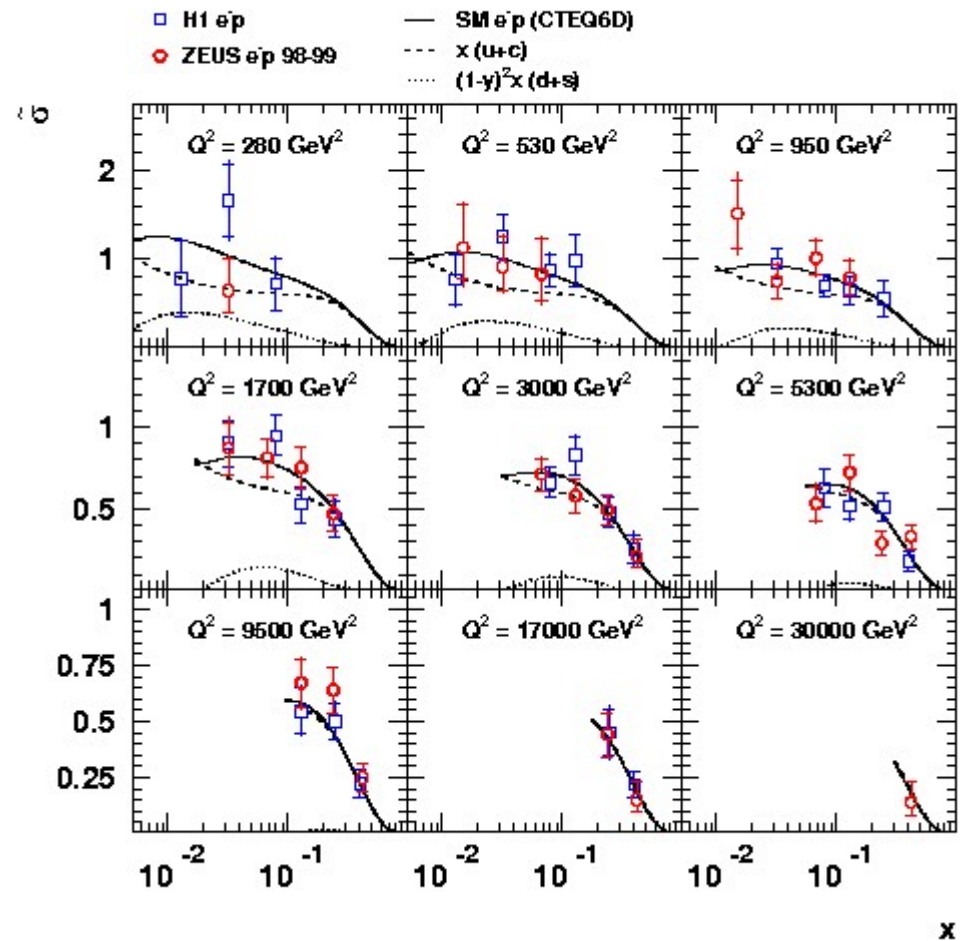 H1 e⁻p
ZEUS e⁻p 98-99
SM e⁻p (CTEQ6D)
x (u+c)
(1-y)²x (d+s)
σ̃
Q² = 280 GeV²
Q² = 530 GeV²
Q² = 950 GeV²
2
1
Q² = 1700 GeV²
Q² = 3000 GeV²
Q² = 5300 GeV²
1
0.5
Q² = 9500 GeV²
Q² = 17000 GeV²
Q² = 30000 GeV²
1
0.75
0.5
0.25
10⁻² 10⁻¹ 10⁻² 10⁻¹ 10⁻² 10⁻¹
x